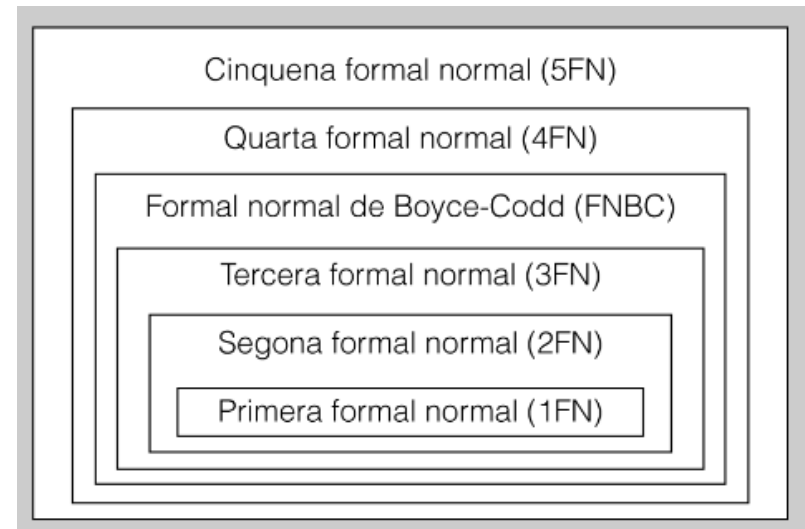 Cinquena formal normal (5FN)
Quarta formal normal (4FN)
Formal normal de Boyce-Codd (FNBC)
Tercera formal normal (3FN)
Segona formal normal (2FN)
Primera formal normal (1FN)